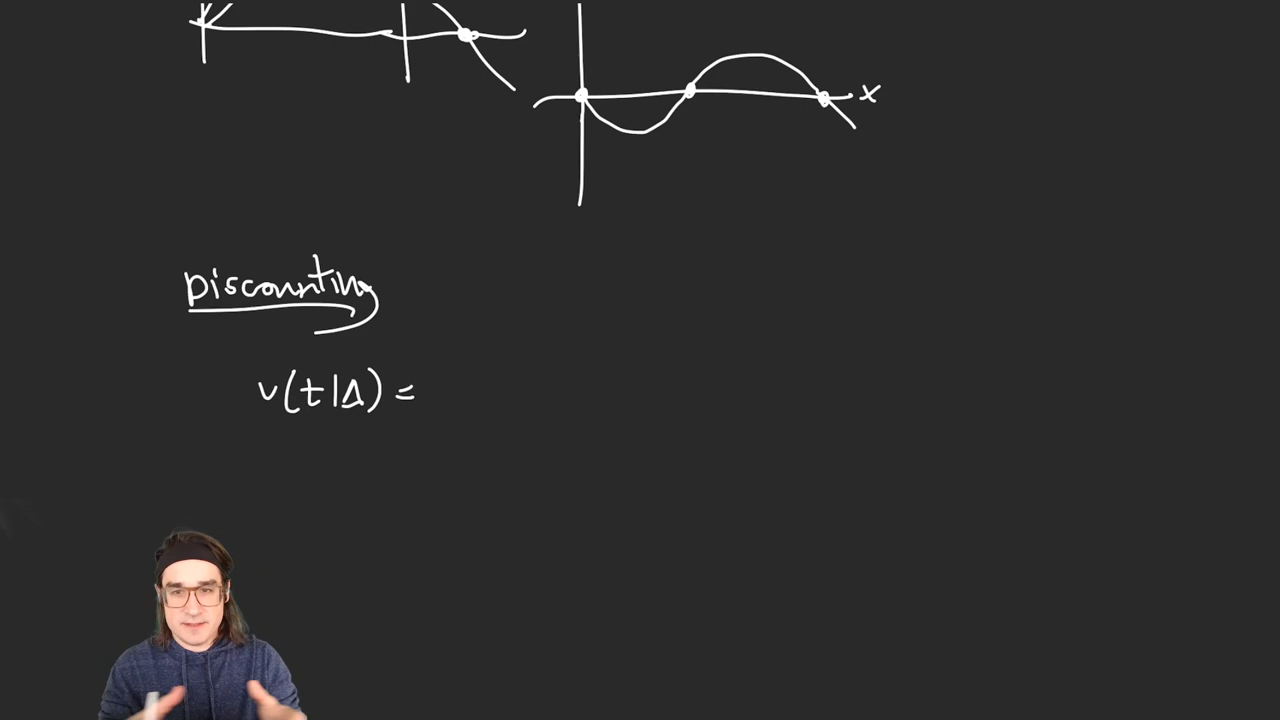 x
Discounting
v(t|Δ) =